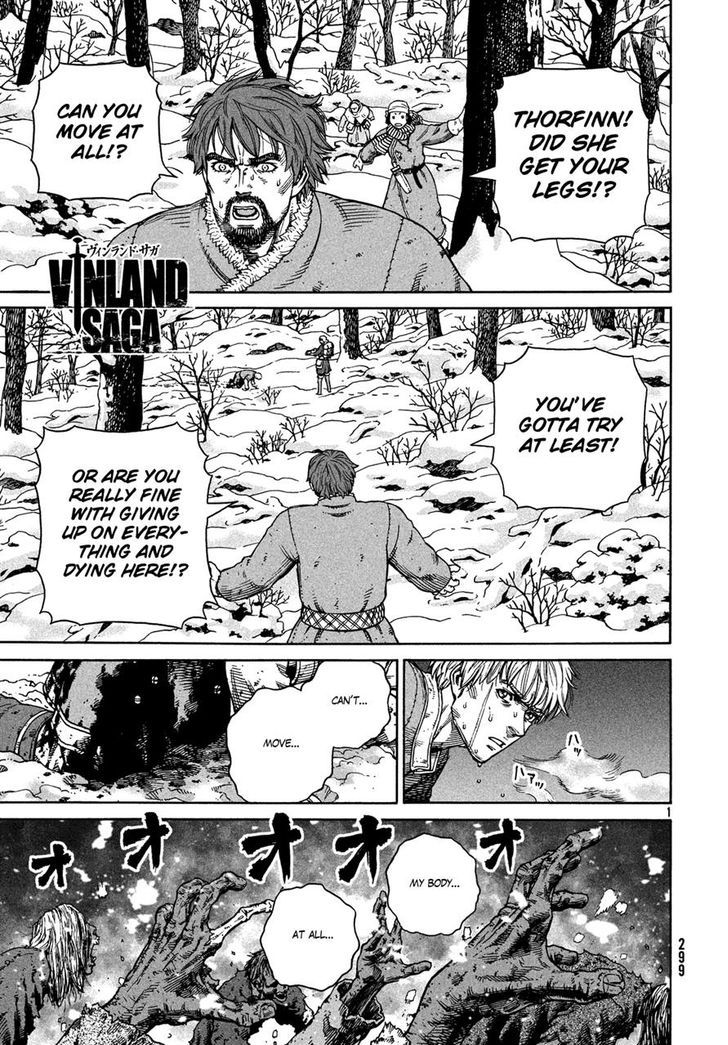 THORFINN!
DID SHE
GET YOUR
LEGS!?
CAN YOU
MOVE AT
ALL!?
ヴィンランド・サガ
VINLAND
SAGA
YOU'VE
GOTTA TRY
AT LEAST!
OR ARE YOU
REALLY FINE
WITH GIVING
UP ON EVERY-
THING AND
DYING HERE!?
ハッ
ハァッ
CAN'T...
MOVE...
1
オ
オ
MY BODY...
オ
オ
AT ALL...
オ
299